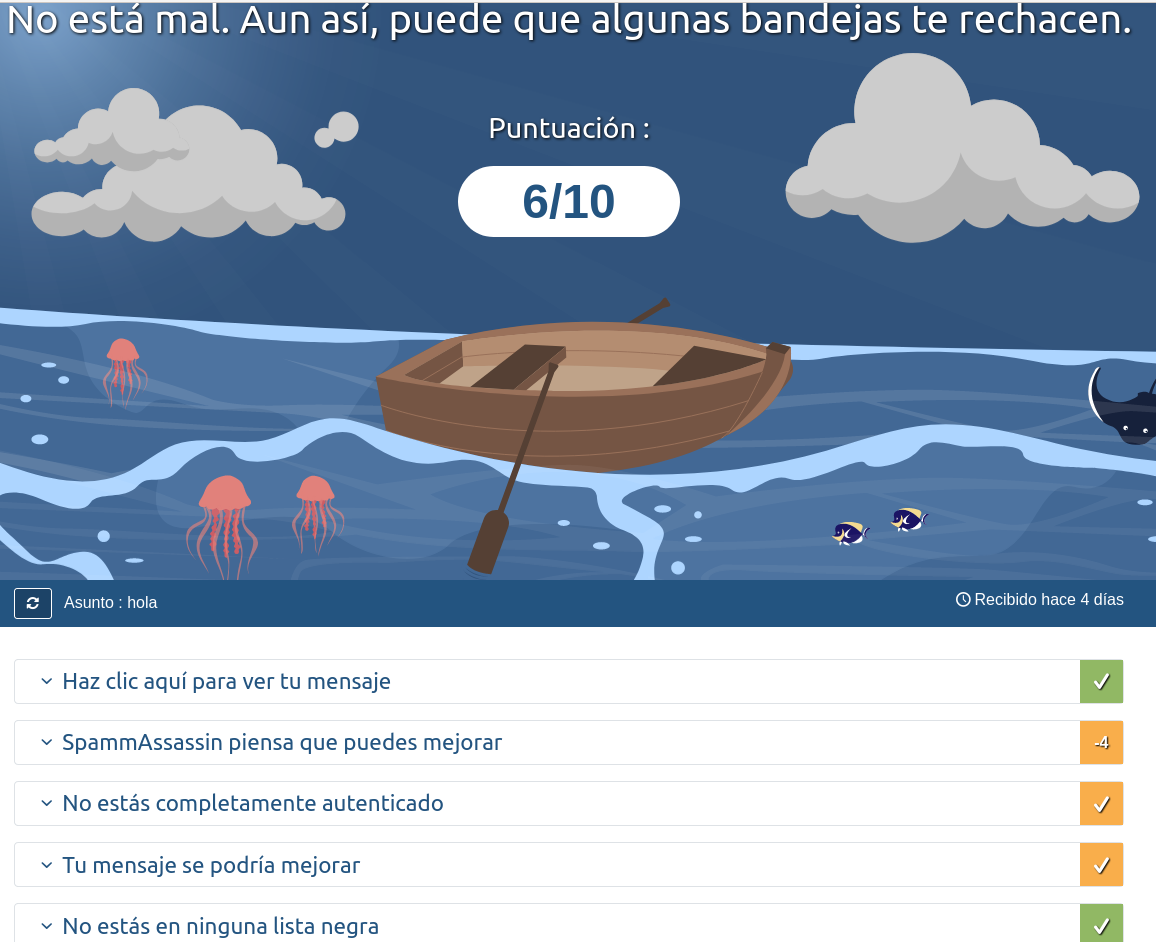 No está mal. Aun así, puede que algunas bandejas te rechacen.
Puntuación :
6/10
Asunto : hola
Recibido hace 4 días
Haz clic aquí para ver tu mensaje
SpammAssassin piensa que puedes mejorar
-4
No estás completamente autenticado
Tu mensaje se podría mejorar
No estás en ninguna lista negra